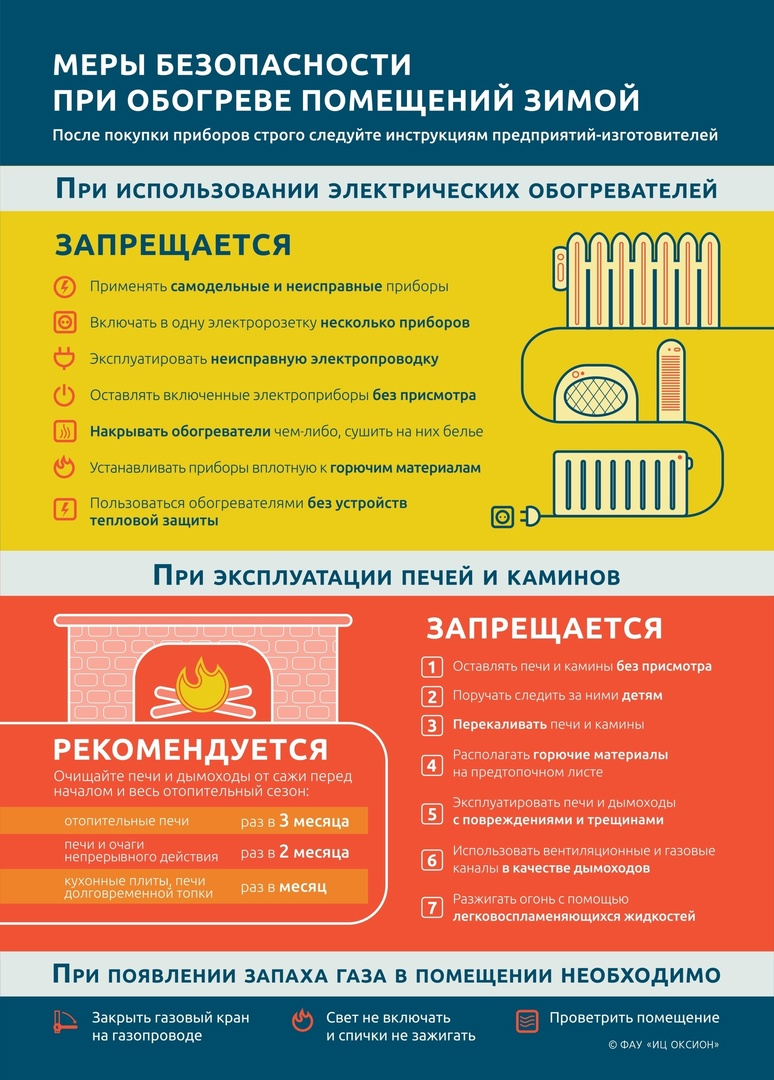 МЕРЫ БЕЗОПАСНОСТИ
ПРИ ОБОГРЕВЕ ПОМЕЩЕНИЙ ЗИМОЙ
После покупки приборов строго следуйте инструкциям предприятий-изготовителей
При использовании электрических обогревателей
ЗАПРЕЩАЕТСЯ
Применять самодельные и неисправные приборы
Включать в одну электророзетку несколько приборов
Эксплуатировать неисправную электропроводку
Оставлять включенные электроприборы без присмотра
Накрывать обогреватели чем-либо, сушить на них белье
Устанавливать приборы вплотную к горючим материалам
Пользоваться обогревателями без устройств
тепловой защиты
При эксплуатации печей и каминов
РЕКОМЕНДУЕТСЯ
Очищайте печи и дымоходы от сажи перед
началом и весь отопительный сезон:
отопительные печи раз в 3 месяца
печи и очаги
непрерывного действия раз в 2 месяца
кухонные плиты, печи
долговременной топки раз в месяц
ЗАПРЕЩАЕТСЯ
1 Оставлять печи и камины без присмотра
2 Поручать следить за ними детям
3 Перекаливать печи и камины
4 Располагать горючие материалы
на предтопочном листе
5 Эксплуатировать печи и дымоходы
с повреждениями и трещинами
6 Использовать вентиляционные и газовые
каналы в качестве дымоходов
7 Разжигать огонь с помощью
легковоспламеняющихся жидкостей
При появлении запаха газа в помещении НЕОБХОДИМО
Закрыть газовый кран
на газопроводе
Свет не включать
и спички не зажигать
Проветрить помещение
© ФАУ «ИЦ ОКСИОН»